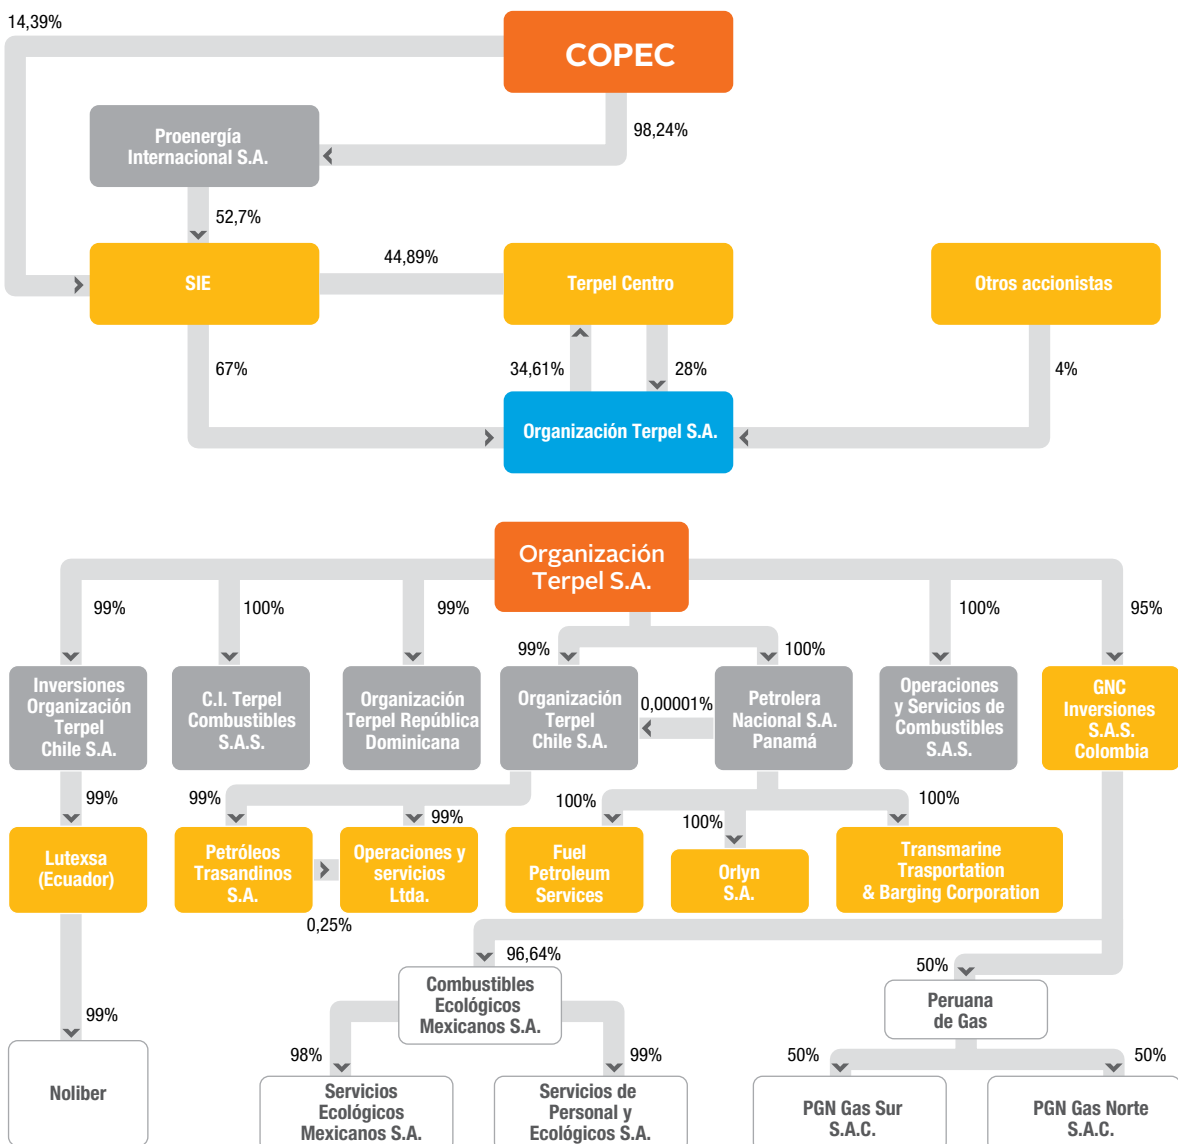 14,39%
COPEC
98,24%
Proenergía
Internacional S.A.
52,7%
SIE
44,89%
Terpel Centro
Otros accionistas
67%
34,61%
28%
4%
Organización Terpel S.A.
Organización
Terpel S.A.
99%
100%
99%
99%
100%
100%
95%
Inversiones
Organización
Terpel
Chile S.A.
C.I. Terpel
Combustibles
S.A.S.
Organización
Terpel República
Dominicana
Organización
Terpel
Chile S.A.
0,00001%
Petrolera
Nacional S.A.
Panamá
Operaciones
y Servicios de
Combustibles
S.A.S.
GNC
Inversiones
S.A.S.
Colombia
99%
99%
99%
100%
100%
100%
Lutexsa
(Ecuador)
Petróleos
Trasandinos
S.A.
0,25%
Operaciones y
servicios
Ltda.
Fuel
Petroleum
Services
Orlyn
S.A.
Transmarine
Trasportation
& Barging Corporation
96,64%
50%
Combustibles
Ecológicos
Mexicanos S.A.
Peruana
de Gas
99%
98%
99%
50%
50%
Noliber
Servicios
Ecológicos
Mexicanos S.A.
Servicios de
Personal y
Ecológicos S.A.
PGN Gas Sur
S.A.C.
PGN Gas Norte
S.A.C.